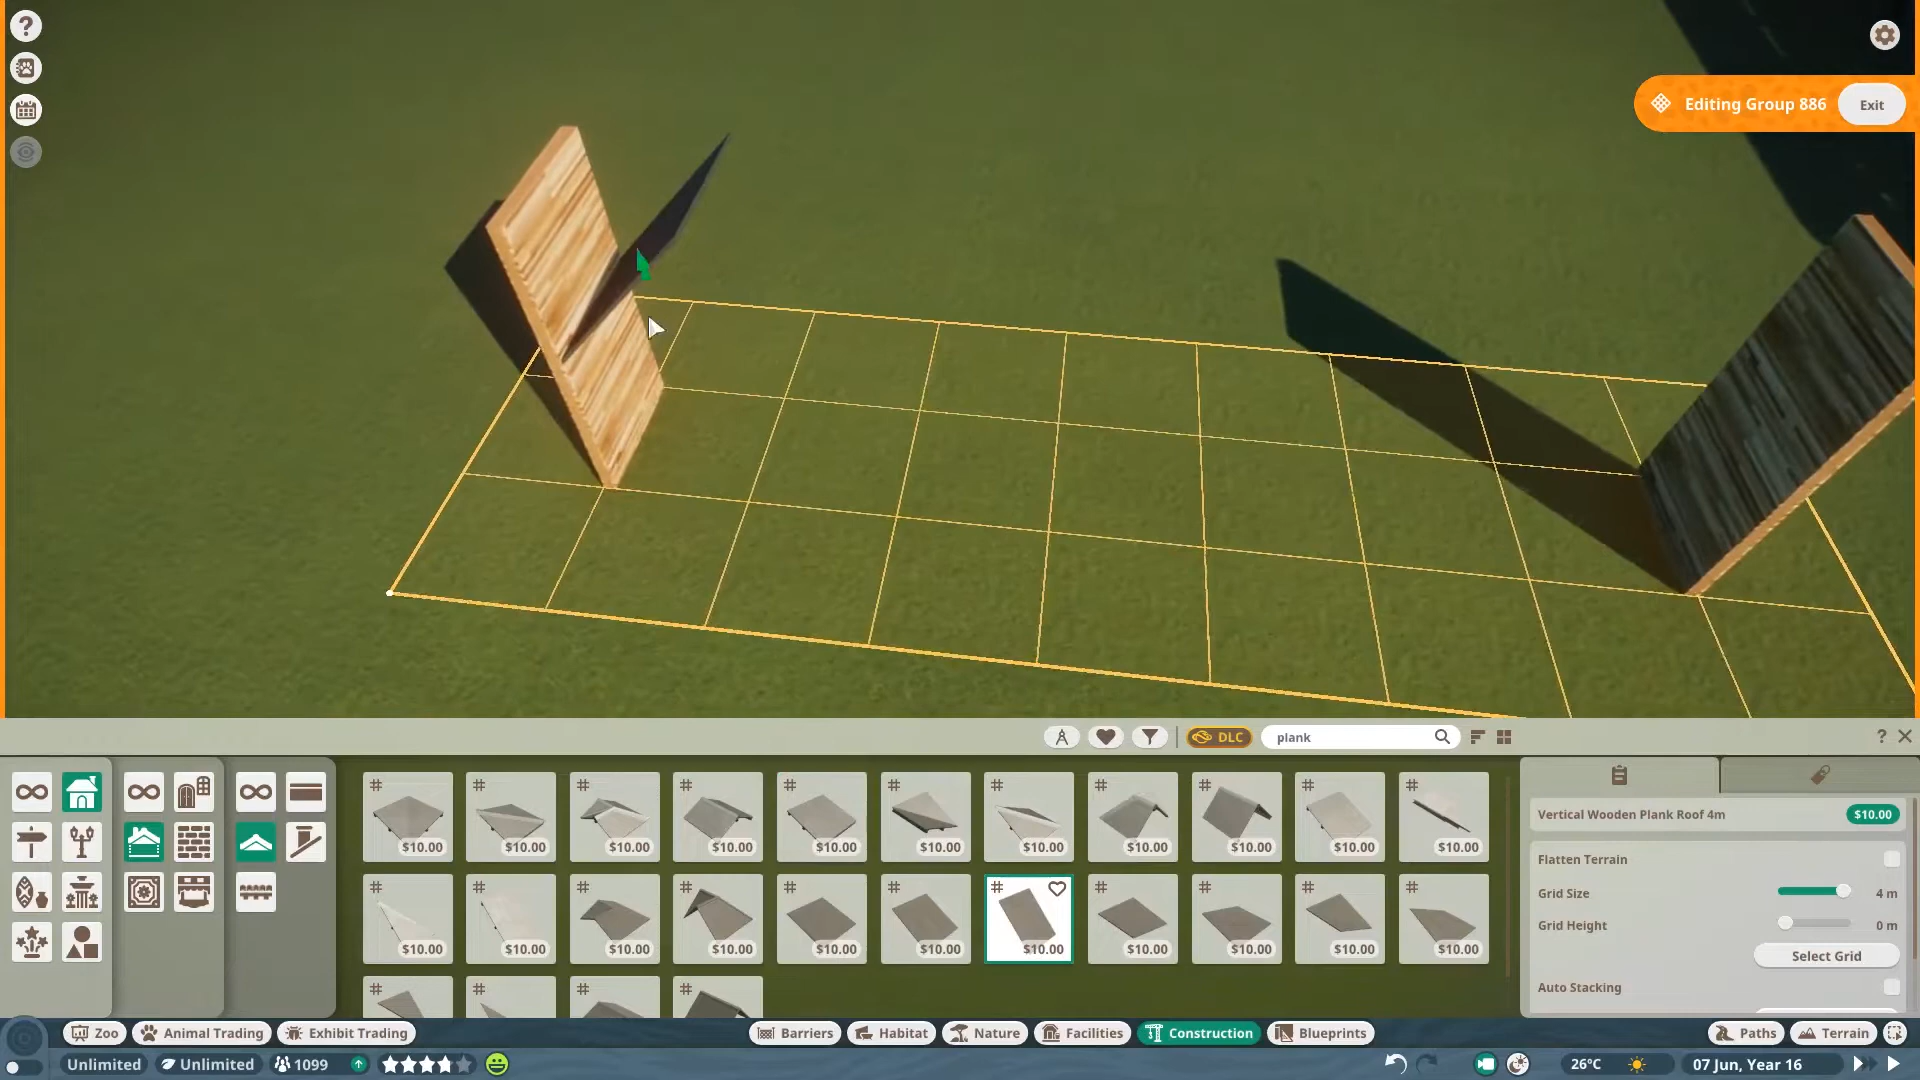 ?
Editing Group 886
Exit
DLC
plank
?
$10.00 $10.00 $10.00 $10.00 $10.00 $10.00 $10.00 $10.00 $10.00 $10.00 $10.00
$10.00 $10.00 $10.00 $10.00 $10.00 $10.00 $10.00 $10.00 $10.00 $10.00 $10.00
Vertical Wooden Plank Roof 4m
$10.00
Flatten Terrain
Grid Size
4 m
Grid Height
0 m
Select Grid
Auto Stacking
Zoo
Animal Trading
Exhibit Trading
Barriers
Habitat
Nature
Facilities
Construction
Blueprints
Paths
Terrain
Unlimited
Unlimited
1099
26°C
07 Jun, Year 16